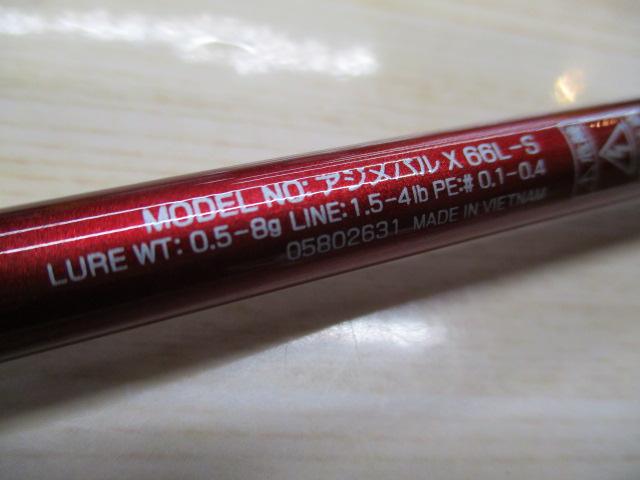 MODEL NO: アジメバル X 66L-S
LURE WT: 0.5-8g LINE:1.5-4lb PE:# 0.1-0.4
05802631 MADE IN VIETNAM